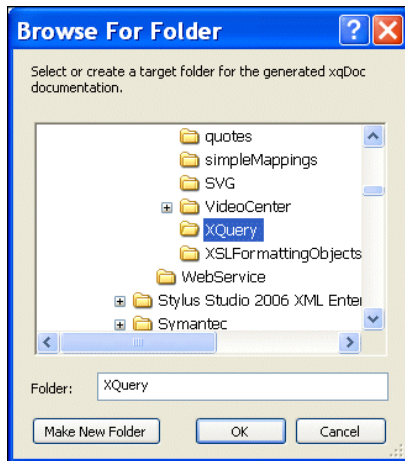 Browse For Folder
Select or create a target folder for the generated xqDoc
documentation.
quotes
simpleMappings
SVG
VideoCenter
XQuery
XSLFormattingObjects
WebService
Stylus Studio 2006 XML Enter
Symantec
Folder: XQuery
Make New Folder OK Cancel